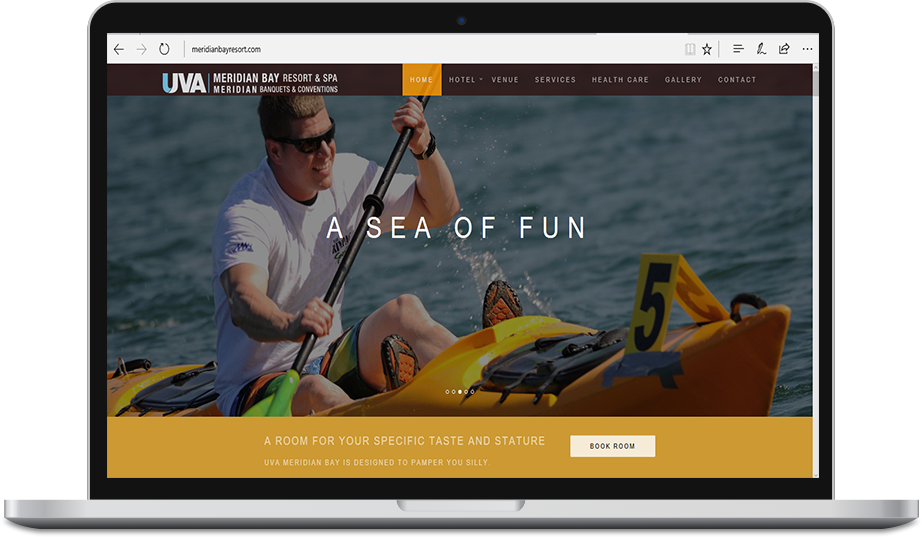 meridianbayresort.com
UVA MERIDIAN BAY RESORT & SPA
MERIDIAN BANQUETS & CONVENTIONS
HOME HOTEL VENUE SERVICES HEALTH CARE GALLERY CONTACT
A SEA OF FUN
5
A ROOM FOR YOUR SPECIFIC TASTE AND STATURE
BOOK ROOM
UVA MERIDIAN BAY IS DESIGNED TO PAMPER YOU SILLY.